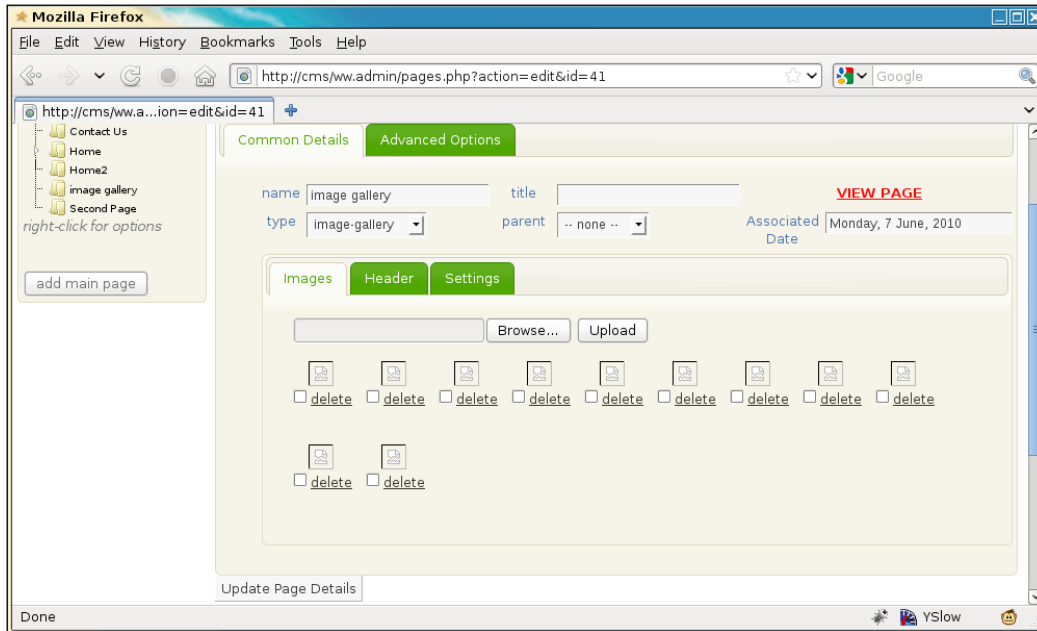 Mozilla Firefox
File Edit View History Bookmarks Tools Help
http://cms/ww.admin/pages.php?action=edit&id=41
Google
http://cms/ww.a...ion=edit&id=41
Contact Us
Home
Home2
image gallery
Second Page
right-click for options
add main page
Common Details Advanced Options
name image gallery title VIEW PAGE
type image-gallery parent -- none -- Associated Date Monday, 7 June, 2010
Images Header Settings
Browse... Upload
delete delete delete delete delete delete delete delete delete
delete delete
Update Page Details
Done YSlow